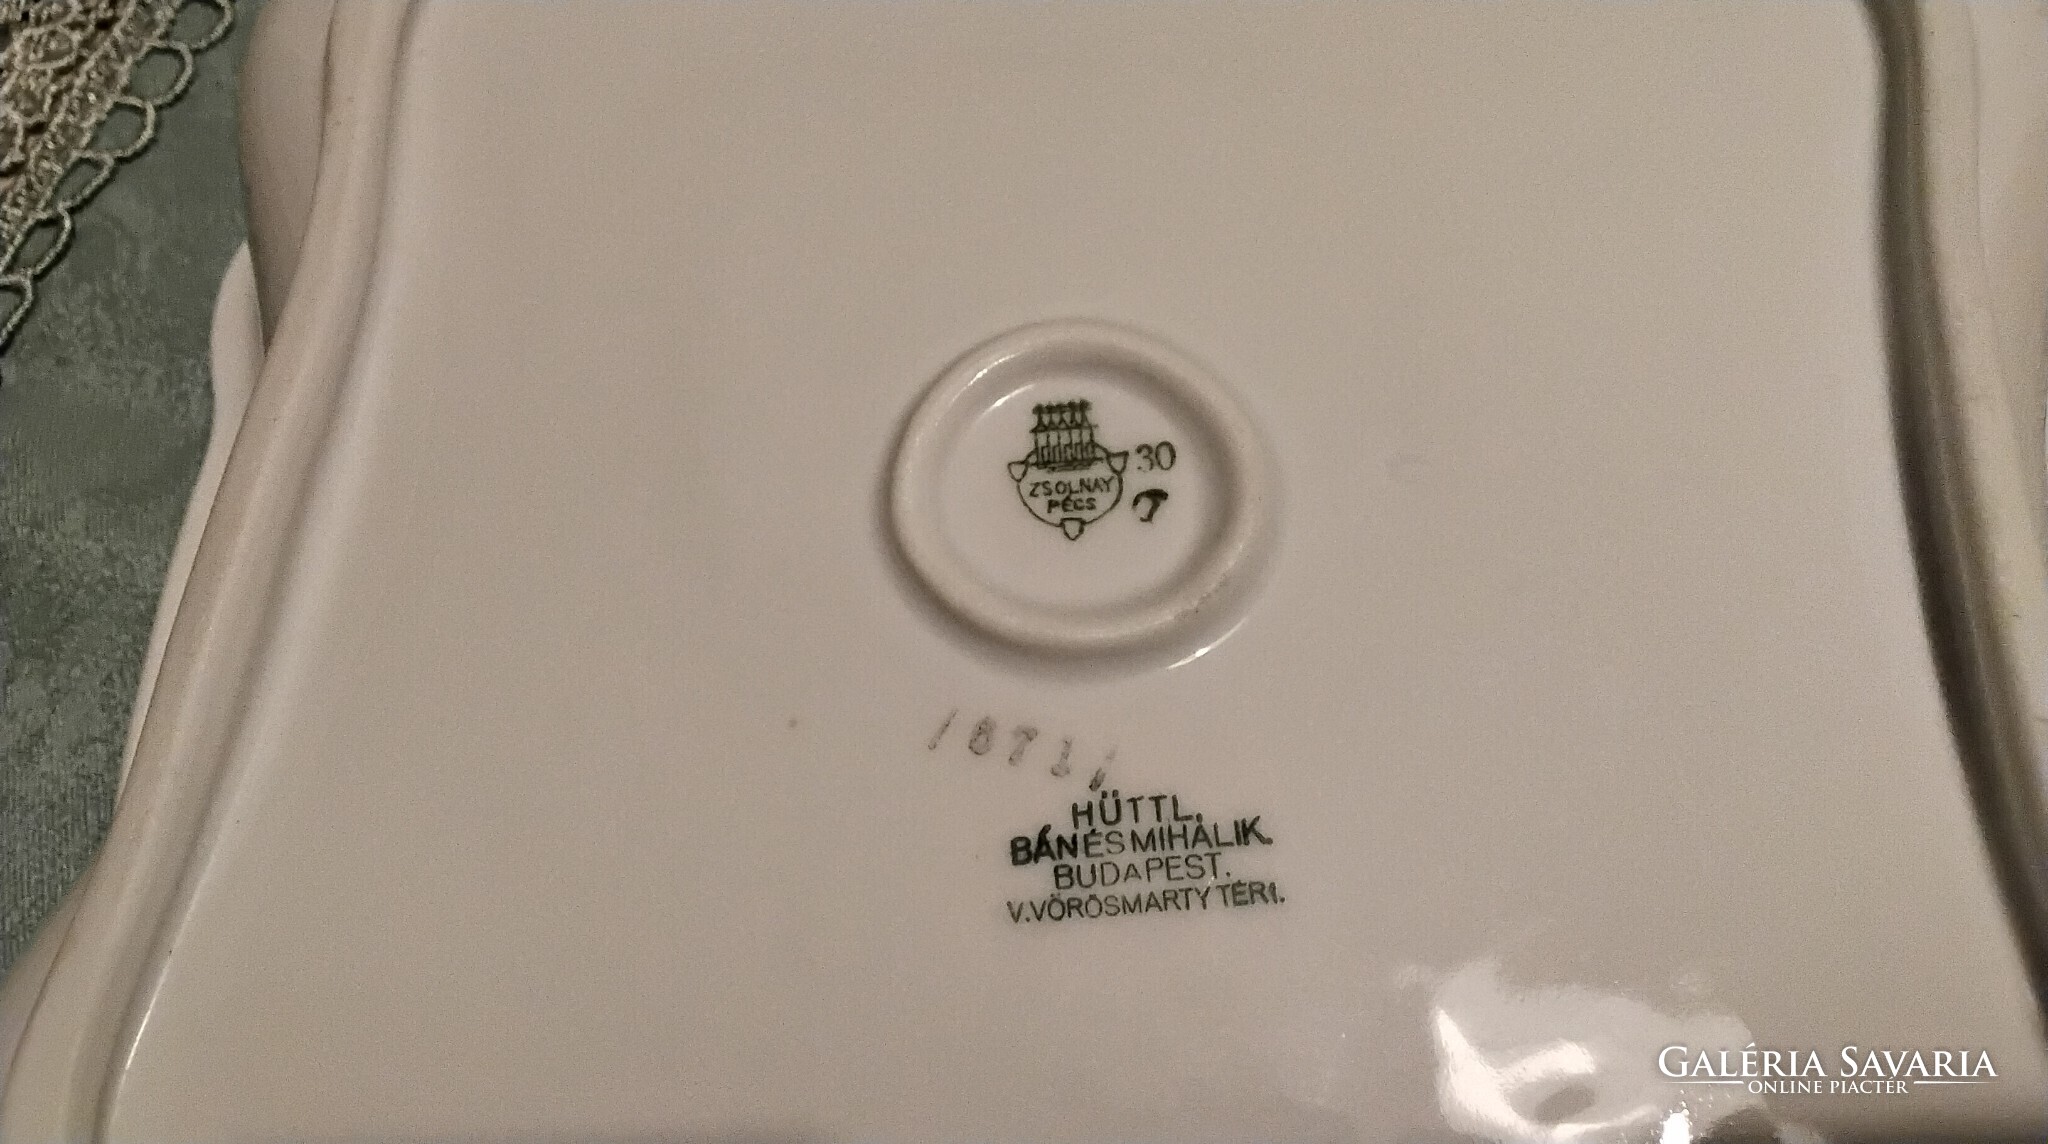 30
ZSOLNAY
PÉCS
HÜTTL,
BÁN ÉS MIHÁLIK.
BUDAPEST.
V. VÖRÖSMARTY TÉR 1.
GALÉRIA SAVARIA
ONLINE PIACTÉR